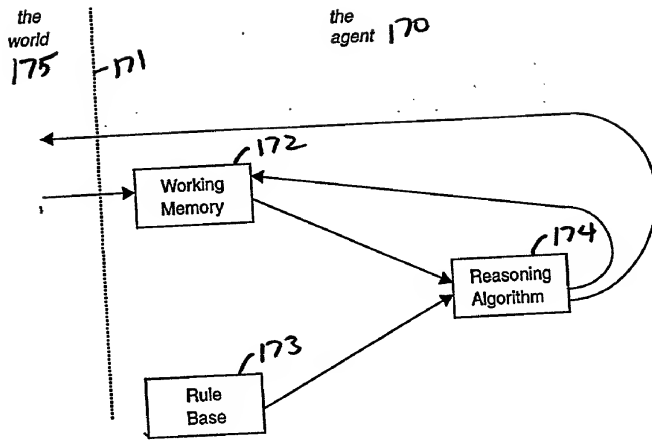 the
world
175
171
the
agent 170
172
Working
Memory
174
Reasoning
Algorithm
173
Rule
Base